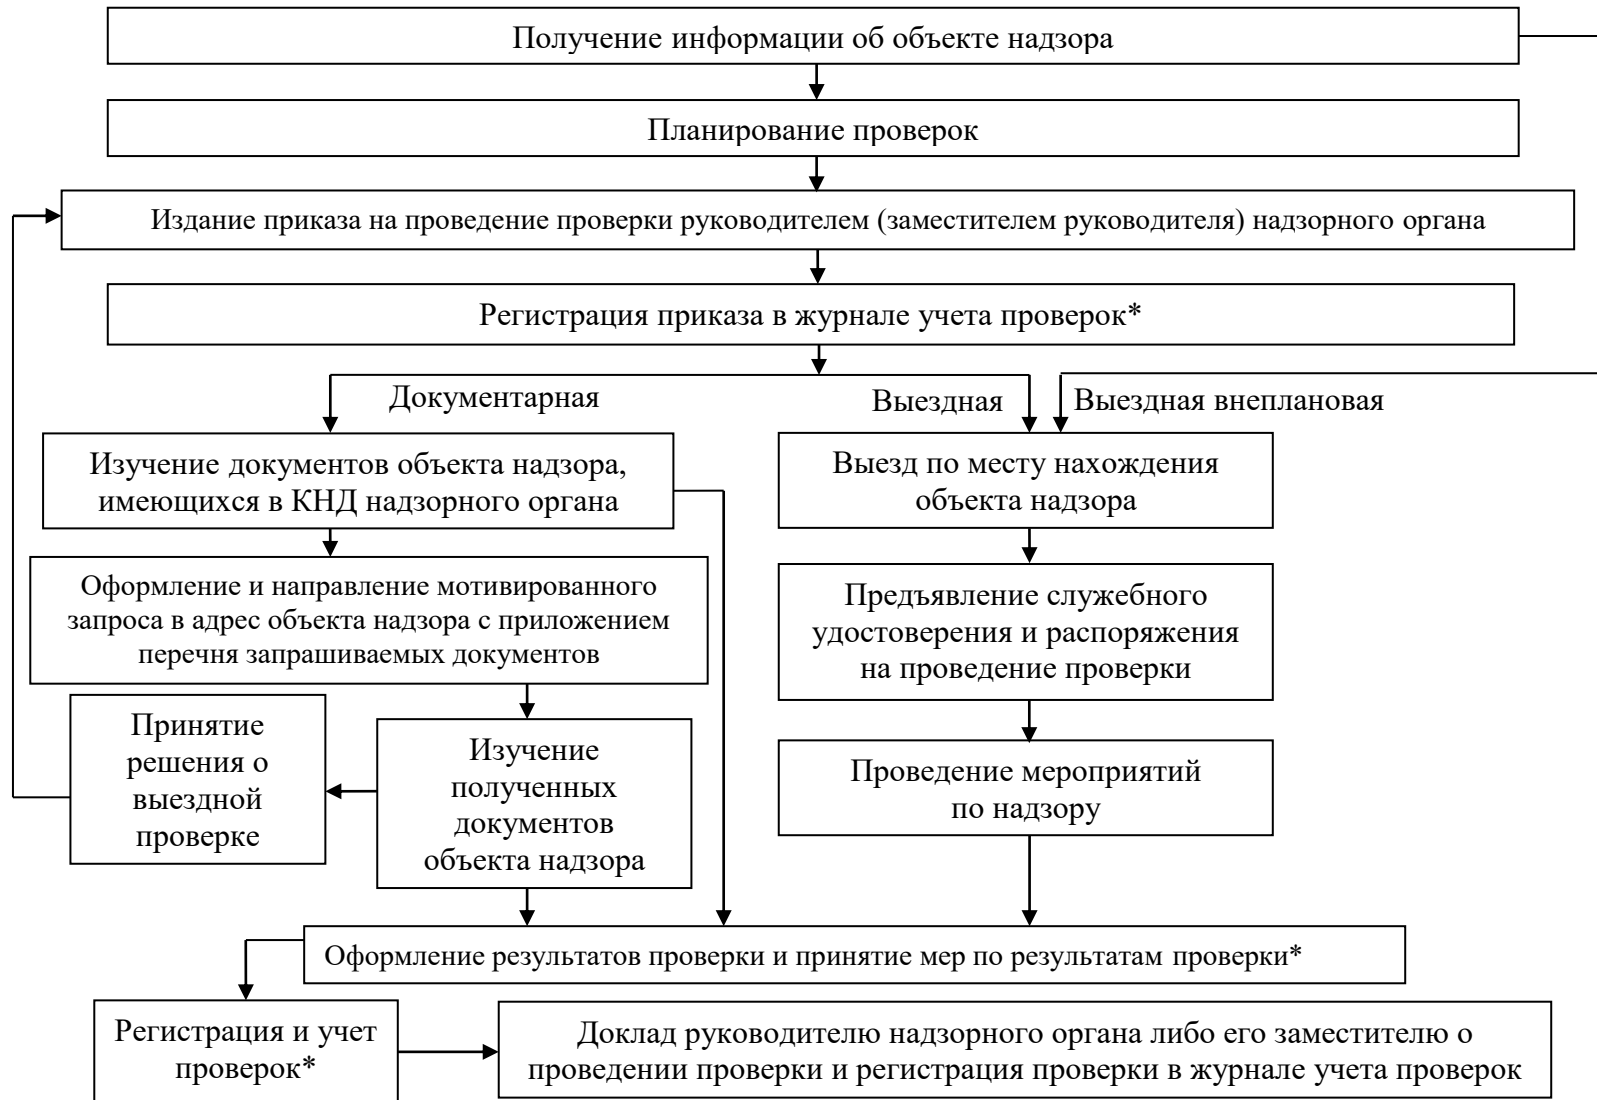 Получение информации об объекте надзора
Планирование проверок
Издание приказа на проведение проверки руководителем (заместителем руководителя) надзорного органа
Регистрация приказа в журнале учета проверок*
Документарная
Выездная
Выездная внеплановая
Изучение документов объекта надзора,
имеющихся в КНД надзорного органа
Выезд по месту нахождения
объекта надзора
Оформление и направление мотивированного
запроса в адрес объекта надзора с приложением
перечня запрашиваемых документов
Предъявление служебного
удостоверения и распоряжения
на проведение проверки
Принятие
решения о
выездной
проверке
Изучение
полученных
документов
объекта надзора
Проведение мероприятий
по надзору
Оформление результатов проверки и принятие мер по результатам проверки*
Регистрация и учет
проверок*
Доклад руководителю надзорного органа либо его заместителю о
проведении проверки и регистрация проверки в журнале учета проверок